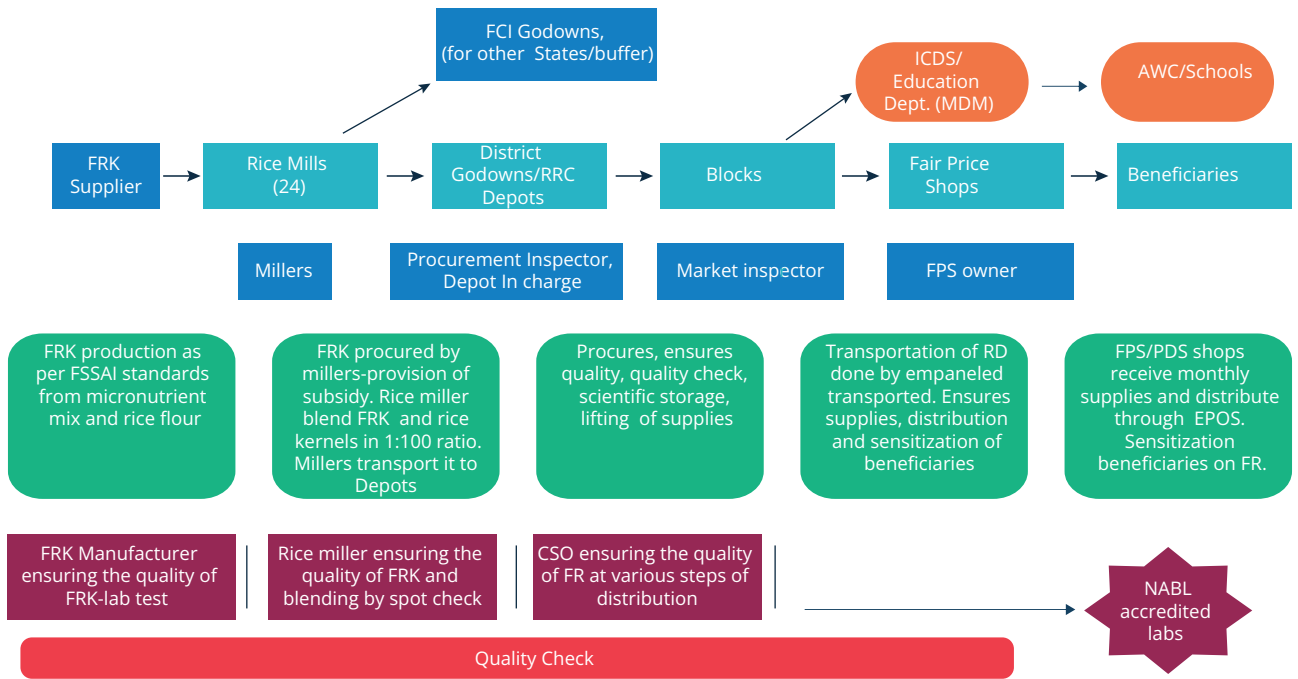 FCI Godowns,
(for other States/buffer)
ICDS/
Education
Dept. (MDM)
AWC/Schools
FRK
Supplier
Rice Mills
(24)
District
Godowns/RRC
Depots
Blocks
Fair Price
Shops
Beneficiaries
Millers
Procurement Inspector,
Depot In charge
Market inspector
FPS owner
FRK production as
per FSSAI standards
from micronutrient
mix and rice flour
FRK procured by
millers-provision of
subsidy. Rice miller
blend FRK and rice
kernels in 1:100 ratio.
Millers transport it to
Depots
Procures, ensures
quality, quality check,
scientific storage,
lifting of supplies
Transportation of RD
done by empaneled
transported. Ensures
supplies, distribution
and sensitization of
beneficiaries
FPS/PDS shops
receive monthly
supplies and distribute
through EPOS.
Sensitization
beneficiaries on FR.
FRK Manufacturer
ensuring the quality of
FRK-lab test
Rice miller ensuring the
quality of FRK and
blending by spot check
CSO ensuring the quality
of FR at various steps of
distribution
NABL
accredited
labs
Quality Check